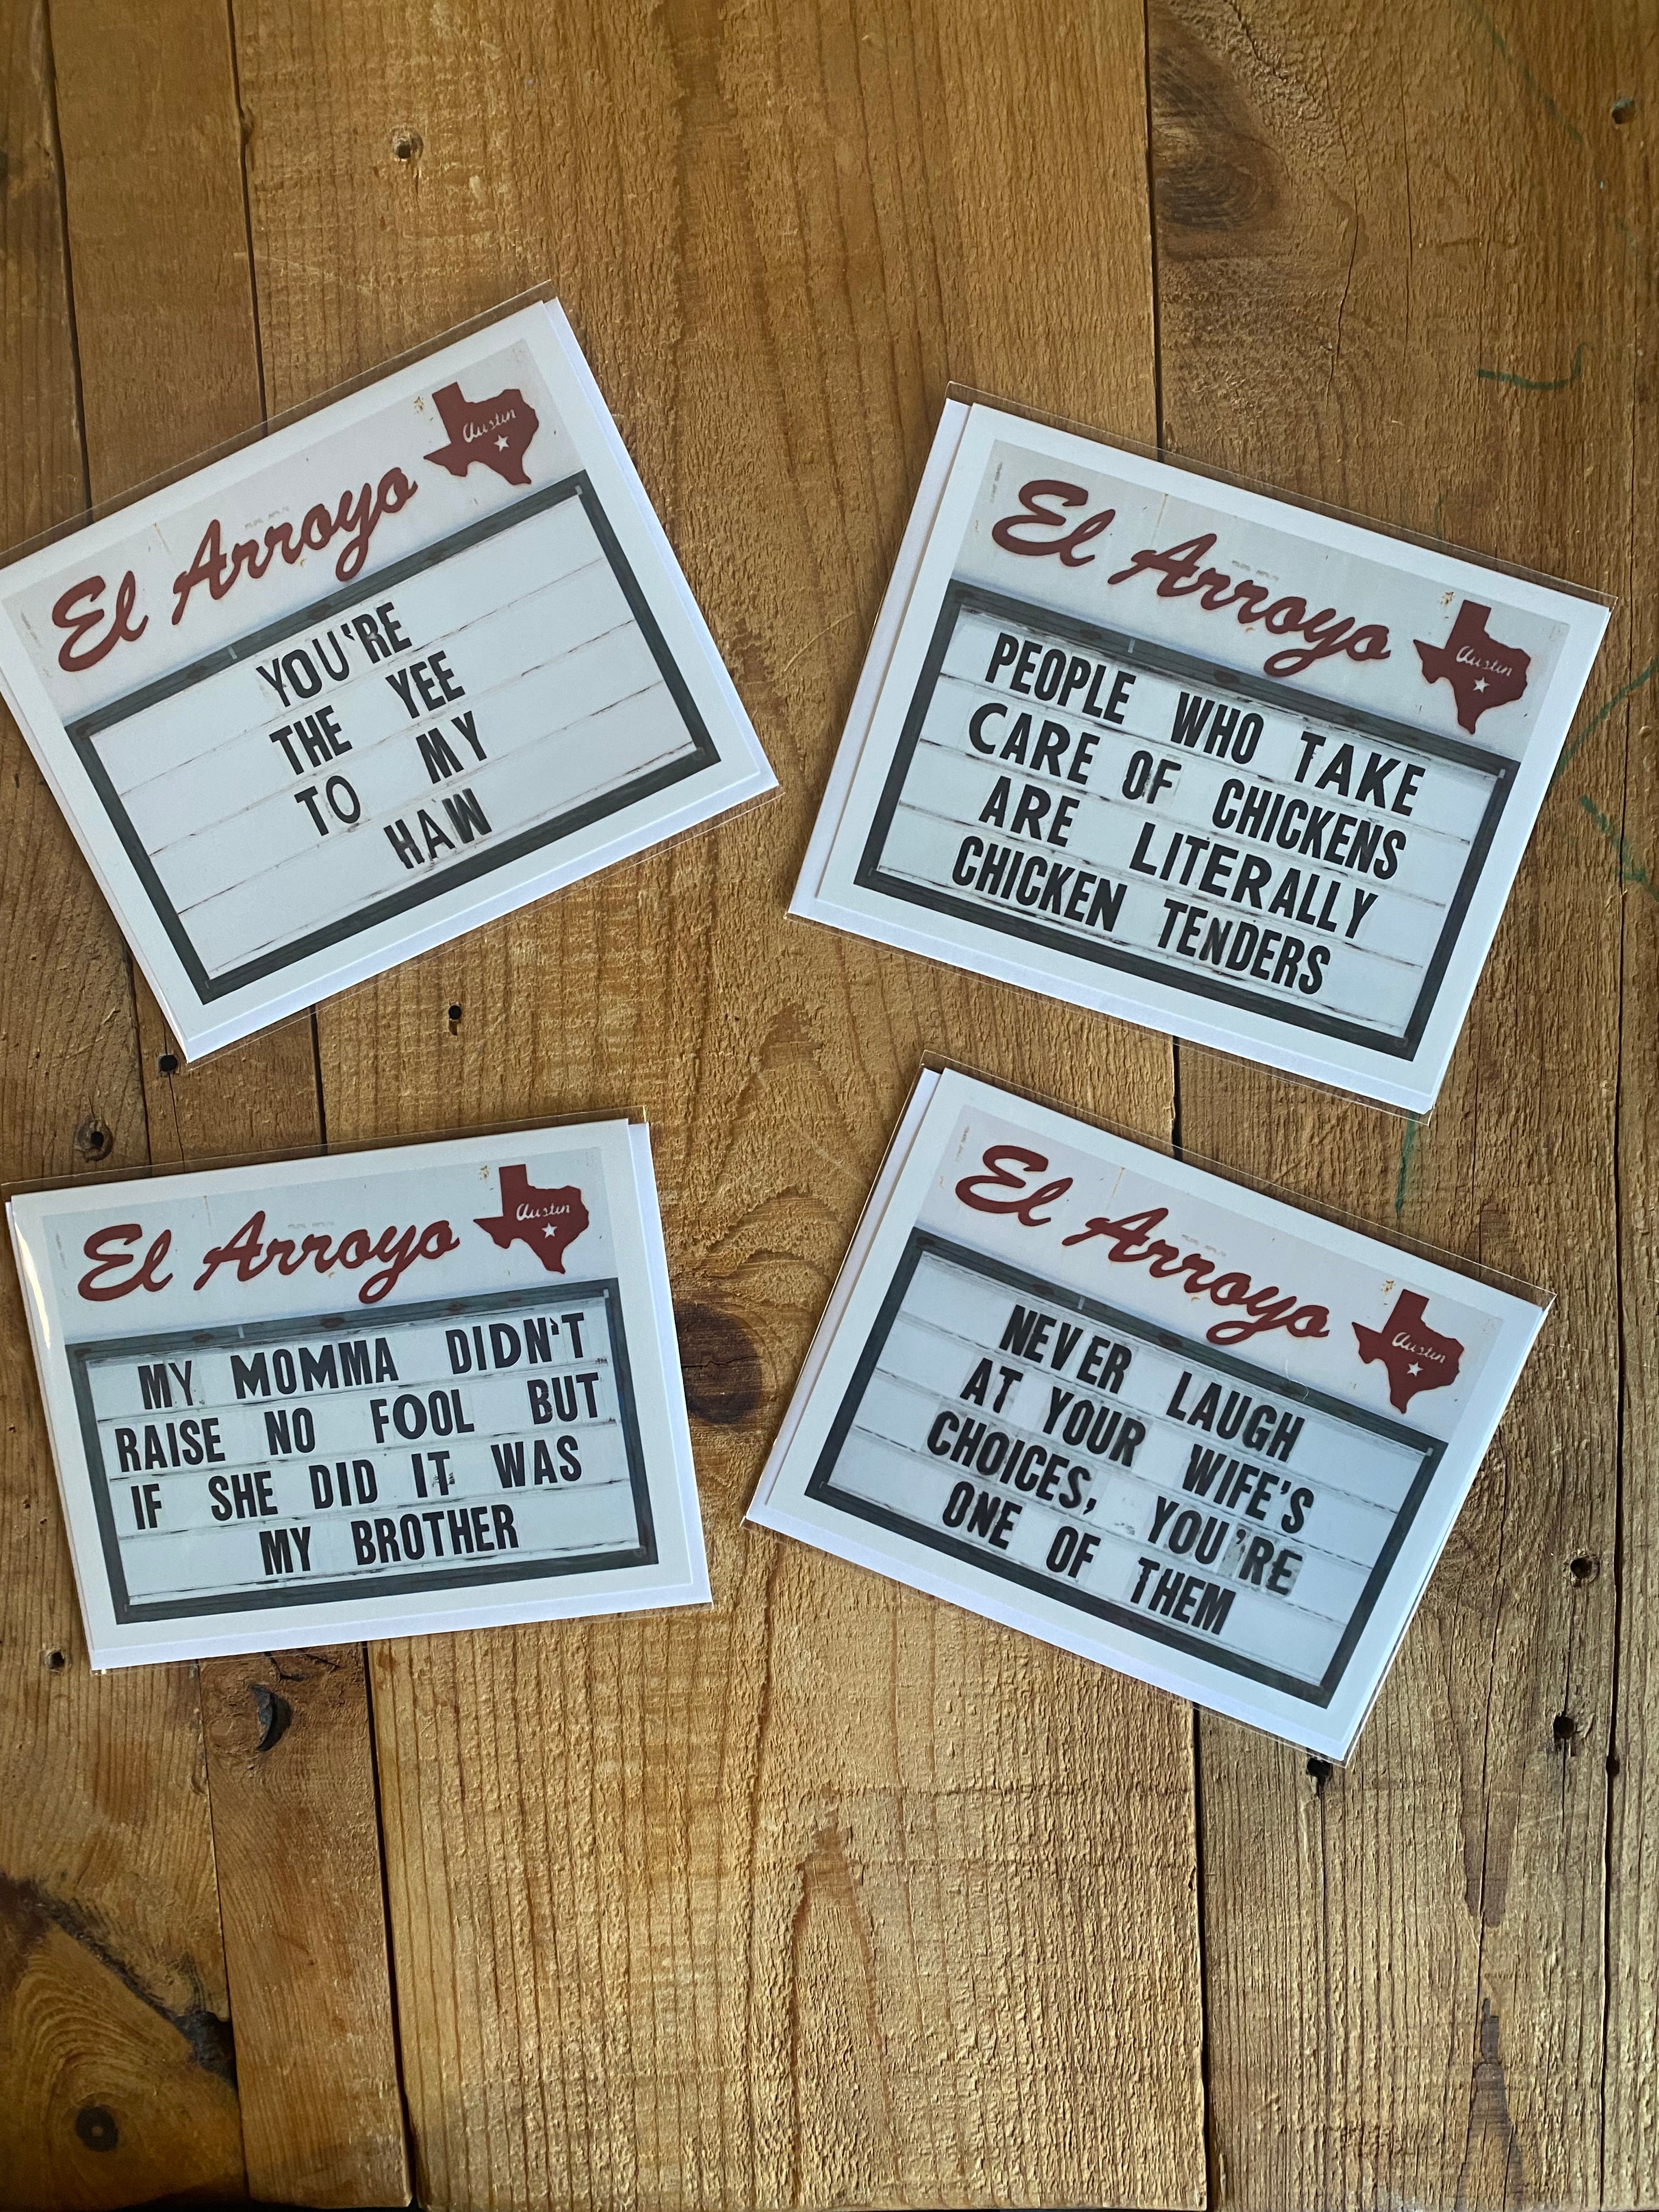 El Arroyo
Austin
YOU'RE
THE YEE
TO MY
HAW
El Arroyo
Austin
PEOPLE WHO TAKE
CARE OF CHICKENS
ARE LITERALLY
CHICKEN TENDERS
El Arroyo
Austin
MY MOMMA DIDN'T
RAISE NO FOOL BUT
IF SHE DID IT WAS
MY BROTHER
El Arroyo
Austin
NEVER LAUGH
AT YOUR WIFE'S
CHOICES, YOU'RE
ONE OF THEM